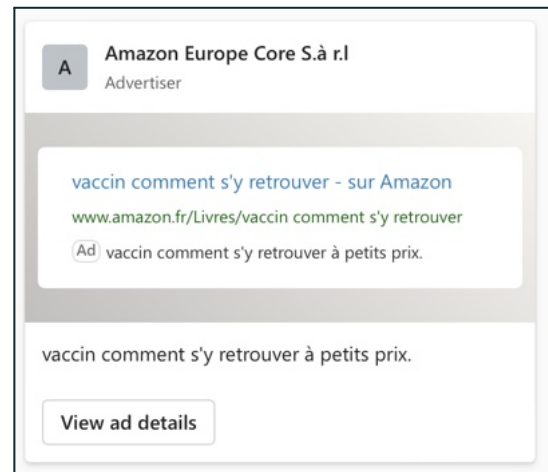 A
Amazon Europe Core S.à r.l
Advertiser
vaccin comment s'y retrouver - sur Amazon
www.amazon.fr/Livres/vaccin comment s'y retrouver
Ad vaccin comment s'y retrouver à petits prix.
vaccin comment s'y retrouver à petits prix.
View ad details